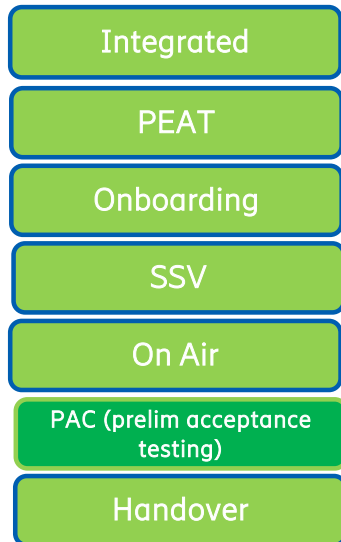 Integrated
PEAT
Onboarding
SSV
On Air
PAC (prelim acceptance
testing)
Handover